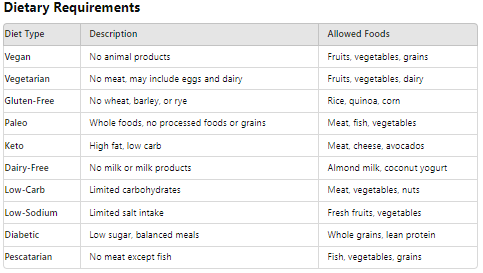 Dietary Requirements
Diet Type Description Allowed Foods
Vegan No animal products Fruits, vegetables, grains
Vegetarian No meat, may include eggs and dairy Fruits, vegetables, dairy
Gluten-Free No wheat, barley, or rye Rice, quinoa, corn
Paleo Whole foods, no processed foods or grains Meat, fish, vegetables
Keto High fat, low carb Meat, cheese, avocados
Dairy-Free No milk or milk products Almond milk, coconut yogurt
Low-Carb Limited carbohydrates Meat, vegetables, nuts
Low-Sodium Limited salt intake Fresh fruits, vegetables
Diabetic Low sugar, balanced meals Whole grains, lean protein
Pescatarian No meat except fish Fish, vegetables, grains